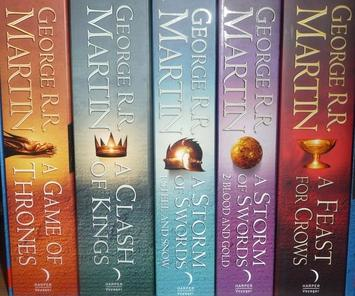 GEORGE R.R.
MARTIN
A GAME OF
THRONES
HARPER
Voyager
GEORGE R.R.
MARTIN
A CLASH
OF KINGS
HARPER
Voyager
GEORGE R.R.
MARTIN
A STORM
OF SWORDS
1: STEEL AND SNOW
HARPER
Voyager
GEORGE R.R.
MARTIN
A STORM
OF SWORDS
2: BLOOD AND GOLD
HARPER
Voyager
GEORGE R.R.
MARTIN
A FEAST
FOR CROWS
HARPER
Voyager